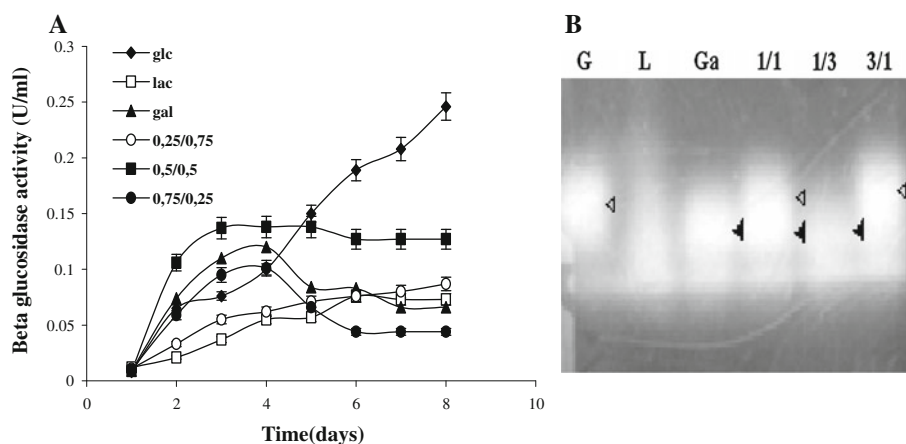 A
Beta glucosidase activity (U/ml)
0.3
0.25
0.2
0.15
0.1
0.05
0
glc
lac
gal
0,25/0,75
0,5/0,5
0,75/0,25
0 2 4 6 8 10
Time(days)
B
G L Ga 1/1 1/3 3/1